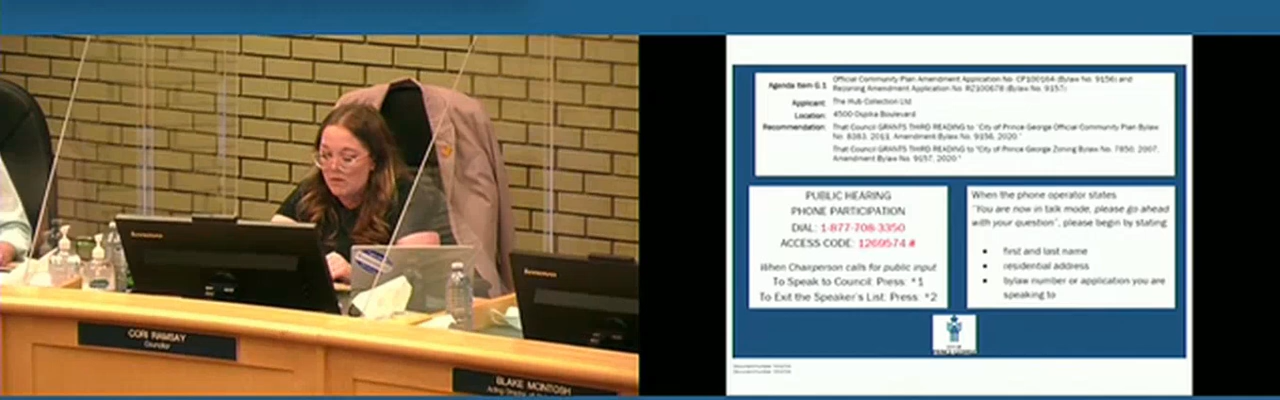 Lenovo
Lenovo
CORI RAMSAY
Councillor
BLAKE MCINTOSH
Agenda Item G.1
Official Community Plan Amendment Application No. CP100164 (Bylaw No. 9156) and
Rezoning Amendment Application No. RZ100678 (Bylaw No. 9157)
Applicant: The Hub Collection Ltd
Location: 4500 Ospika Boulevard
Recommendation: That Council GRANTS THIRD READING to "City of Prince George Official Community Plan Bylaw
No. 8383, 2011, Amendment Bylaw No. 9156, 2020."
That Council GRANTS THIRD READING to "City of Prince George Zoning Bylaw No. 7850, 2007,
Amendment Bylaw No. 9157, 2020."
PUBLIC HEARING
PHONE PARTICIPATION
DIAL: 1-877-708-3350
ACCESS CODE: 1269574 #
When Chairperson calls for public input
To Speak to Council: Press: *1
To Exit the Speaker's List: Press: *2
When the phone operator states
"You are now in talk mode, please go ahead
with your question", please begin by stating
• first and last name
• residential address
• bylaw number or application you are
speaking to